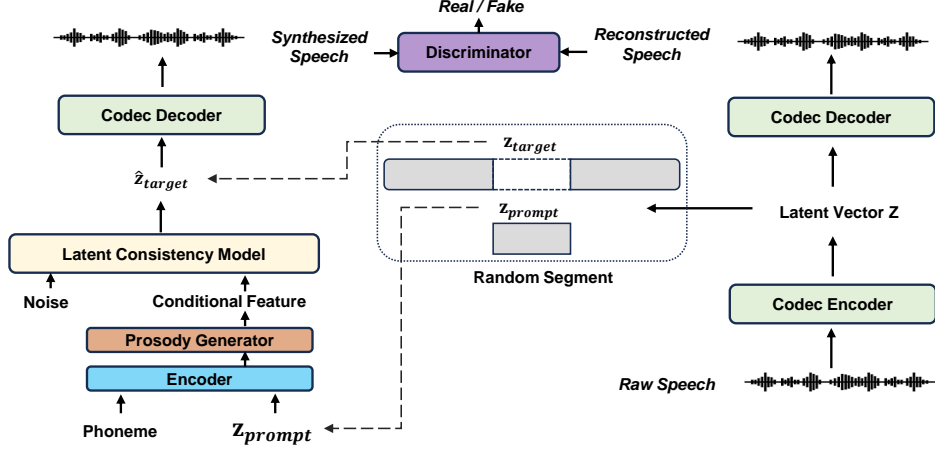 Real / Fake
Synthesized
Speech
Discriminator
Reconstructed
Speech
Codec Decoder
ẑ_target
Latent Consistency Model
Noise
Conditional Feature
Prosody Generator
Encoder
Phoneme
z_prompt
z_target
z_prompt
Random Segment
Codec Decoder
Latent Vector Z
Codec Encoder
Raw Speech